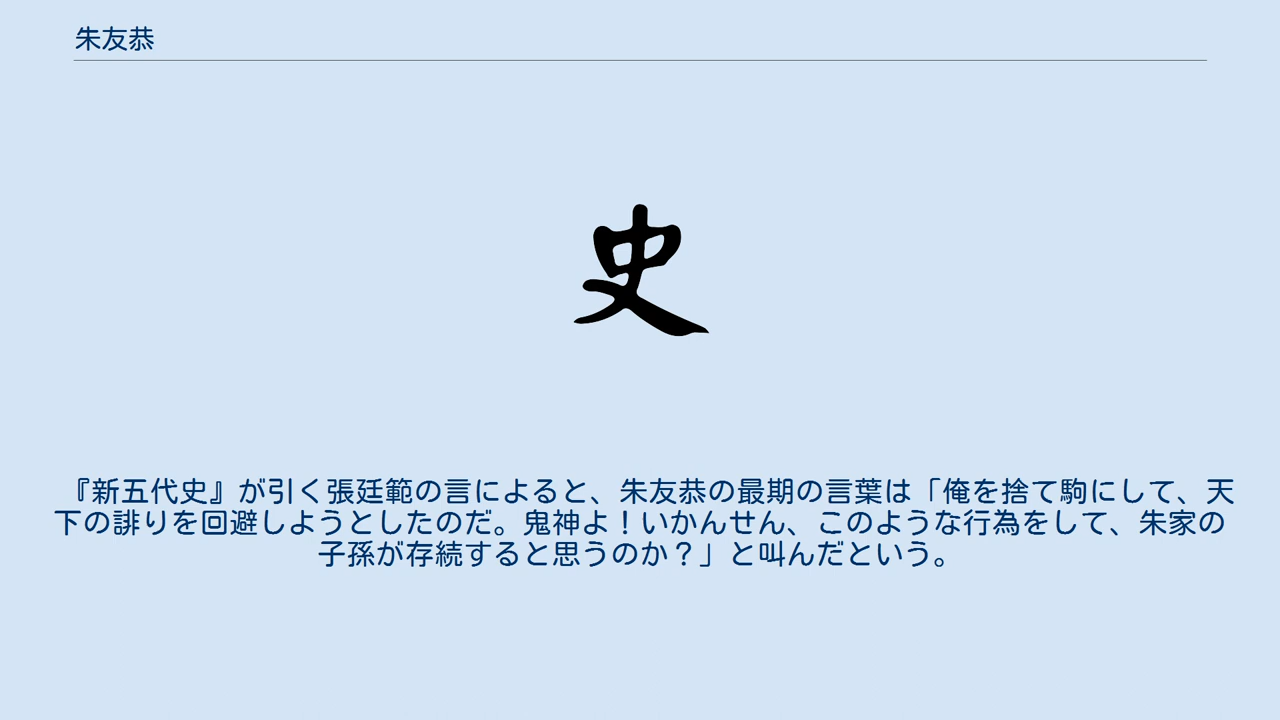 朱友恭
史
『新五代史』が引く張廷範の言によると、朱友恭の最期の言葉は「俺を捨て駒にして、天
下の誹りを回避しようとしたのだ。鬼神よ！いかんせん、このような行為をして、朱家の
子孫が存続すると思うのか？」と叫んだという。